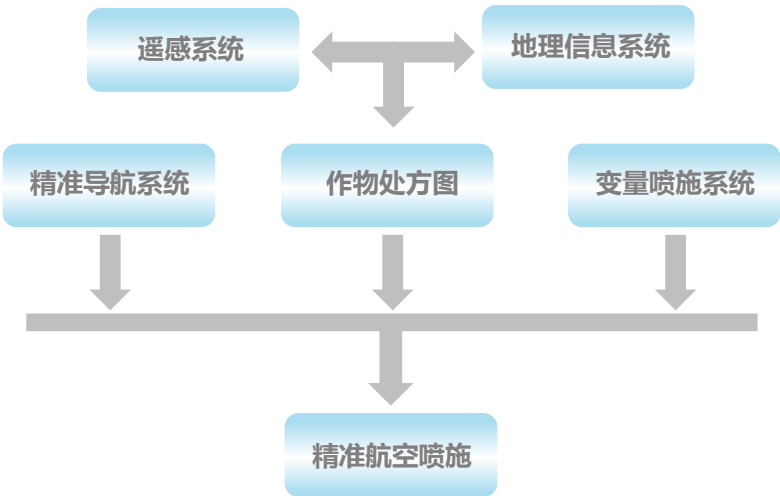 遥感系统
地理信息系统
精准导航系统
作物处方图
变量喷施系统
精准航空喷施